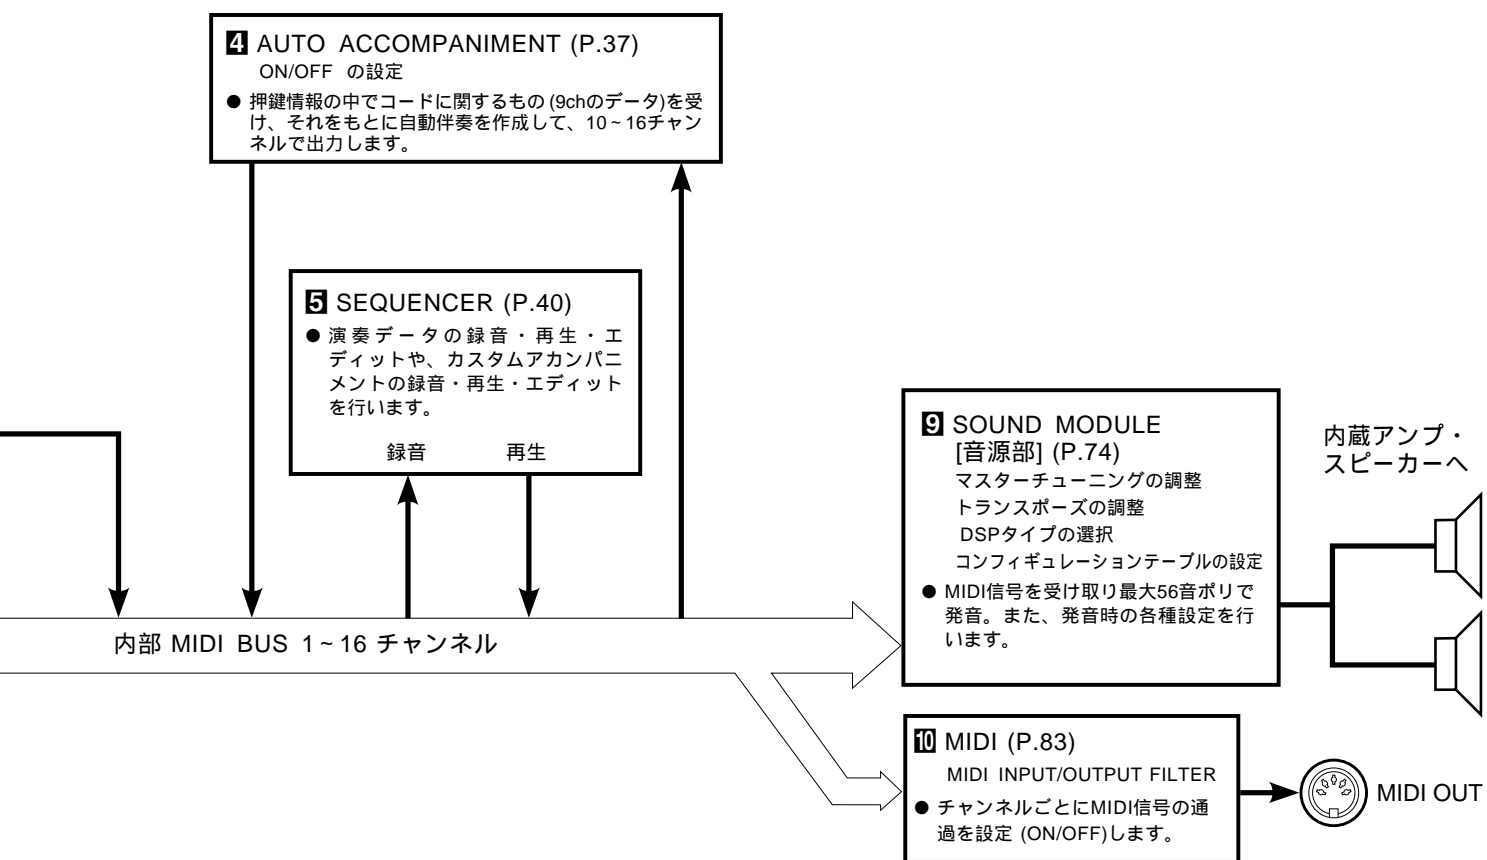 4 AUTO ACCOMPANIMENT (P.37)
ON/OFF の設定
● 押鍵情報の中でコードに関するもの (9chのデータ)を受
け、それをもとに自動伴奏を作成して、10~16チャン
ネルで出力します。
5 SEQUENCER (P.40)
● 演奏データの録音・再生・エ
ディットや、カスタムアカンパニ
メントの録音・再生・エディット
を行います。
録音 再生
内部 MIDI BUS 1~16 チャンネル
9 SOUND MODULE
[音源部] (P.74)
マスターチューニングの調整
トランスポーズの調整
DSPタイプの選択
コンフィギュレーションテーブルの設定
● MIDI信号を受け取り最大56音ポリで
発音。また、発音時の各種設定を行
います。
内蔵アンプ・
スピーカーへ
10 MIDI (P.83)
MIDI INPUT/OUTPUT FILTER
● チャンネルごとにMIDI信号の通
過を設定 (ON/OFF)します。
MIDI OUT